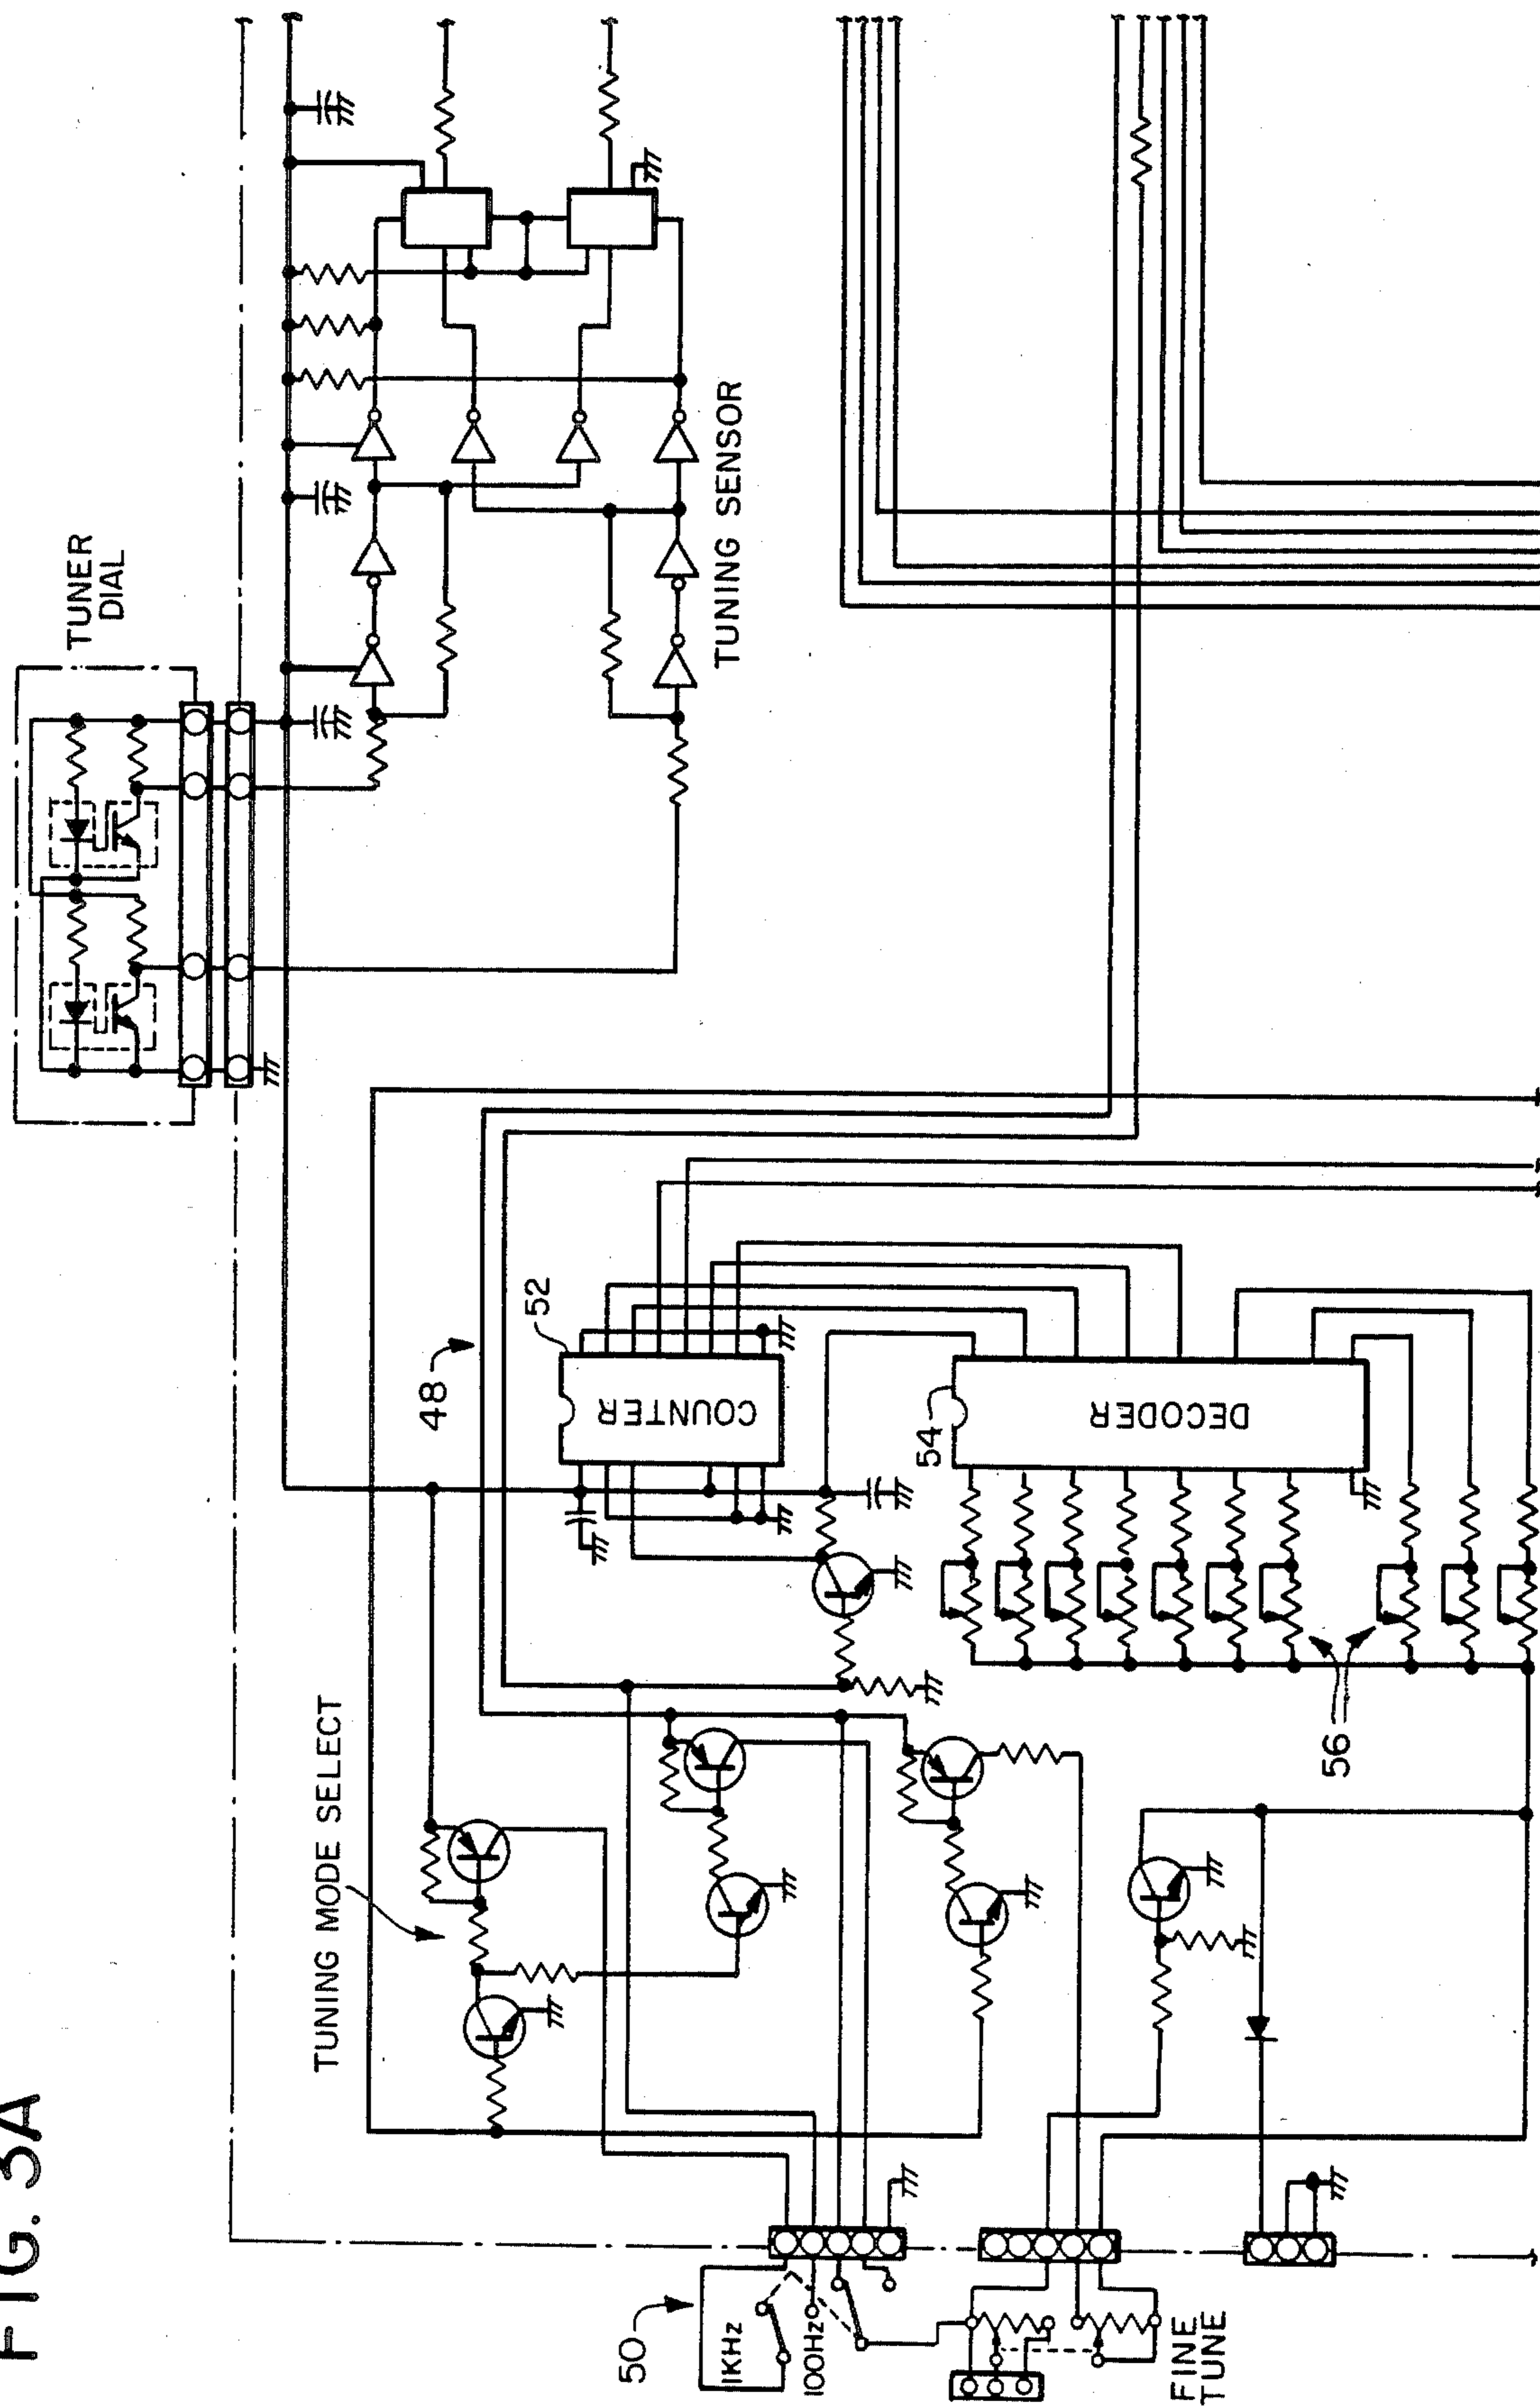 FIG. 3A
TUNER
DIAL
TUNING SENSOR
48
52
COUNTER
54
DECODER
TUNING MODE SELECT
56
50
1KHz
100Hz
FINE
TUNE